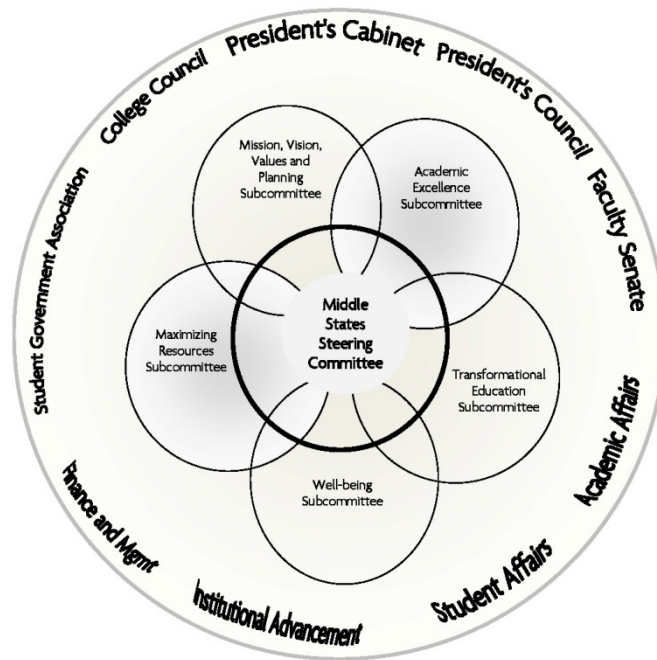 President's Cabinet
President's Council
Faculty Senate
Academic Affairs
Student Affairs
Institutional Advancement
Finance and Mgmt
Student Government Association
College Council
Mission, Vision,
Values and
Planning
Subcommittee
Academic
Excellence
Subcommittee
Transformational
Education
Subcommittee
Well-being
Subcommittee
Maximizing
Resources
Subcommittee
Middle
States
Steering
Committee